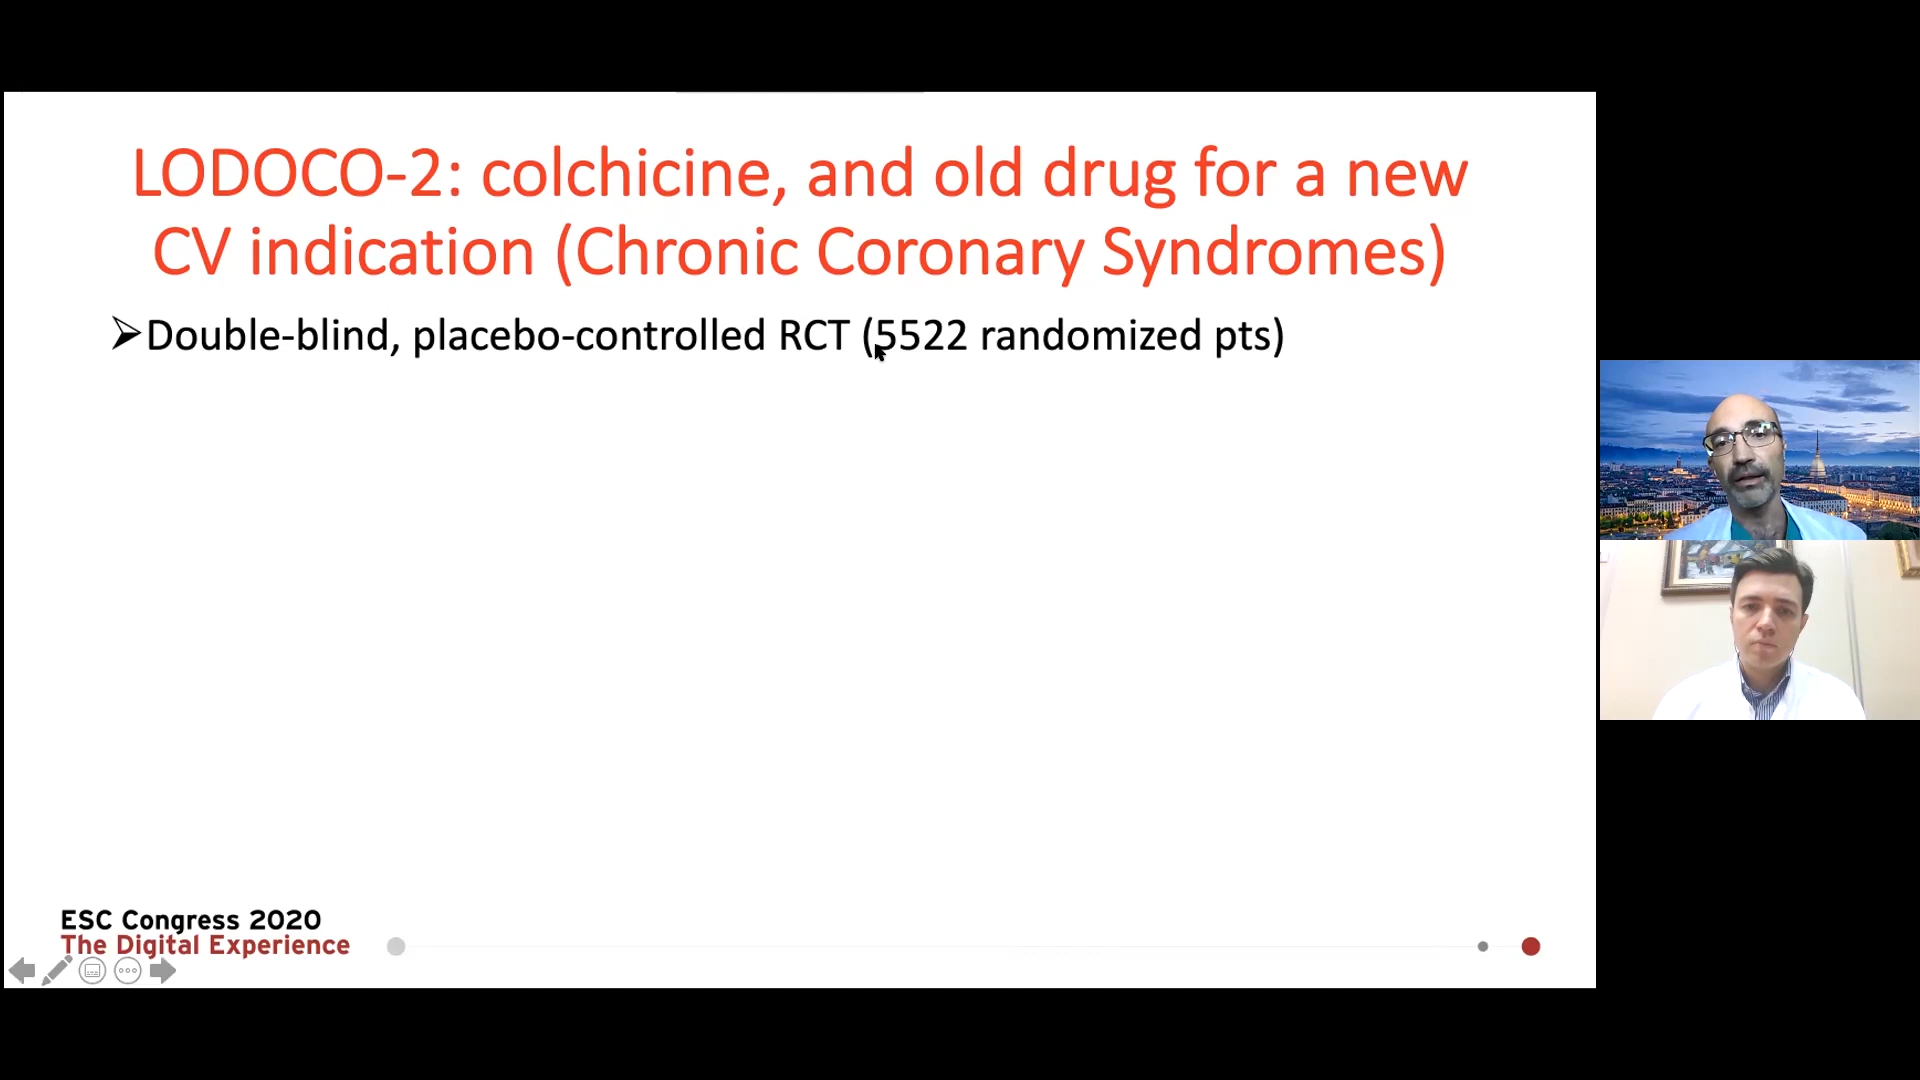 LODOCO-2: colchicine, and old drug for a new
CV indication (Chronic Coronary Syndromes)
➢Double-blind, placebo-controlled RCT (5522 randomized pts)
ESC Congress 2020
The Digital Experience